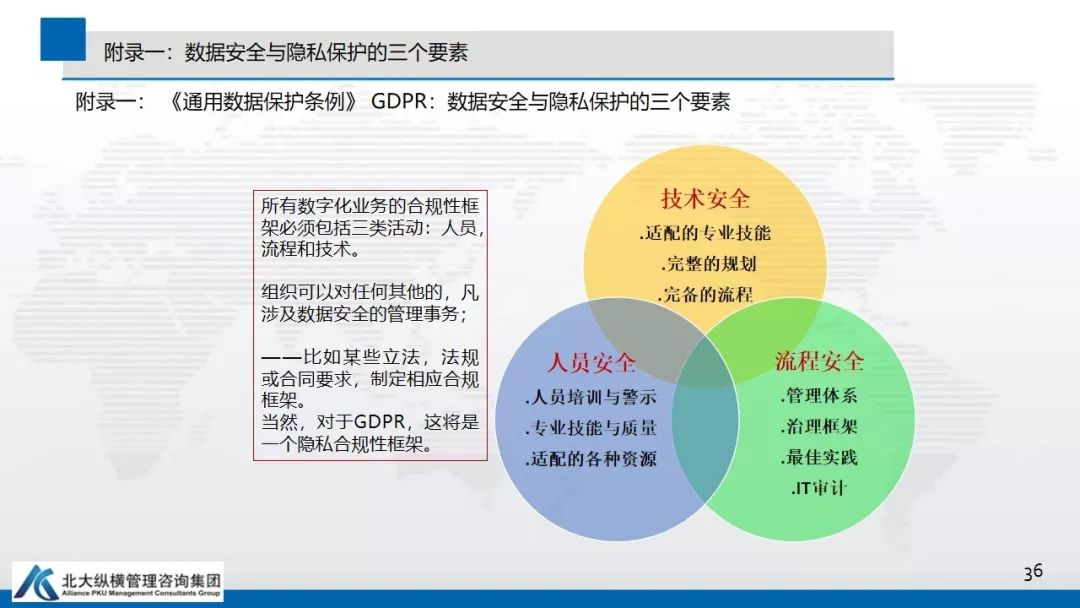 附录一：数据安全与隐私保护的三个要素
附录一：《通用数据保护条例》 GDPR：数据安全与隐私保护的三个要素
所有数字化业务的合规性框
架必须包括三类活动：人员，
流程和技术。
组织可以对任何其他的，凡
涉及数据安全的管理事务；
——比如某些立法，法规
或合同要求，制定相应合规
框架。
当然，对于GDPR，这将是
一个隐私合规性框架。
技术安全
.适配的专业技能
.完整的规划
.完备的流程
人员安全
.人员培训与警示
.专业技能与质量
.适配的各种资源
流程安全
.管理体系
.治理框架
.最佳实践
.IT审计
北大纵横管理咨询集团
Alliance PKU Management Consultants Group
36